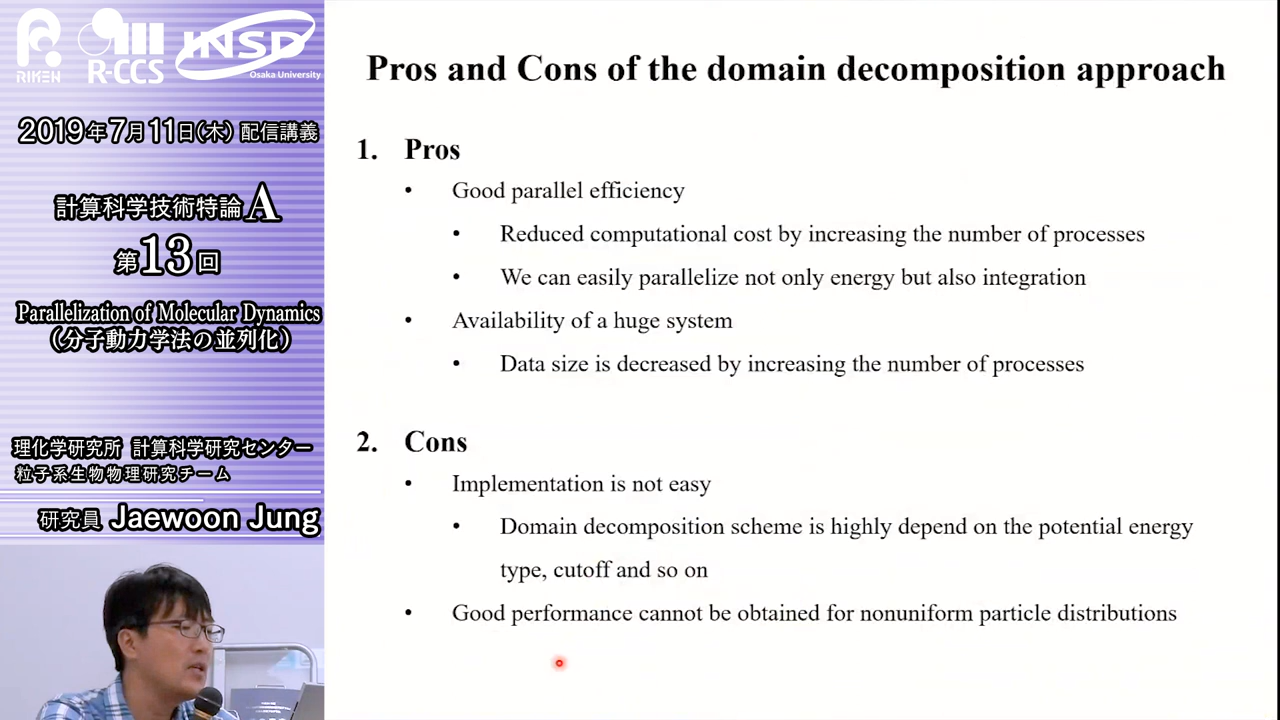 RIKEN
R-CCS
INSD
Osaka University
2019年7月11日(木) 配信講義
計算科学技術特論A
第13回
Parallelization of Molecular Dynamics
(分子動力学法の並列化)
理化学研究所 計算科学研究センター
粒子系生物物理研究チーム
研究員 Jaewoon Jung
Pros and Cons of the domain decomposition approach
1. Pros
• Good parallel efficiency
• Reduced computational cost by increasing the number of processes
• We can easily parallelize not only energy but also integration
• Availability of a huge system
• Data size is decreased by increasing the number of processes
2. Cons
• Implementation is not easy
• Domain decomposition scheme is highly depend on the potential energy
type, cutoff and so on
• Good performance cannot be obtained for nonuniform particle distributions